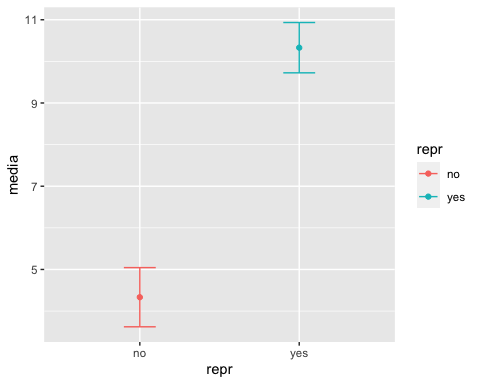 11
9
7
5
media
no
yes
repr
repr
no
yes